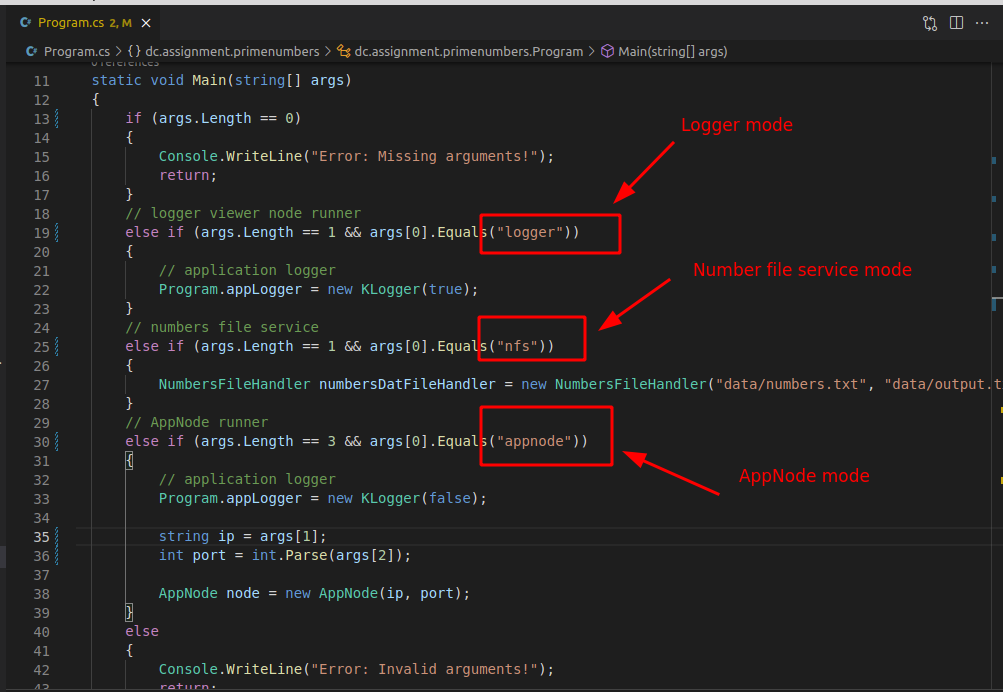 Program.cs 2, M
Program.cs > {} dc.assignment.primenumbers > dc.assignment.primenumbers.Program > Main(string[] args)
0 references
11 static void Main(string[] args)
12 {
13 if (args.Length == 0)
14 {
15 Console.WriteLine("Error: Missing arguments!");
16 return;
17 }
18 // logger viewer node runner
19 else if (args.Length == 1 && args[0].Equals("logger"))
20 {
21 // application logger
22 Program.appLogger = new KLogger(true);
23 }
24 // numbers file service
25 else if (args.Length == 1 && args[0].Equals("nfs"))
26 {
27 NumbersFileHandler numbersDatFileHandler = new NumbersFileHandler("data/numbers.txt", "data/output.t
28 }
29 // AppNode runner
30 else if (args.Length == 3 && args[0].Equals("appnode"))
31 {
32 // application logger
33 Program.appLogger = new KLogger(false);
34
35 string ip = args[1];
36 int port = int.Parse(args[2]);
37
38 AppNode node = new AppNode(ip, port);
39 }
40 else
41 {
42 Console.WriteLine("Error: Invalid arguments!");
43 return;
Logger mode
Number file service mode
AppNode mode